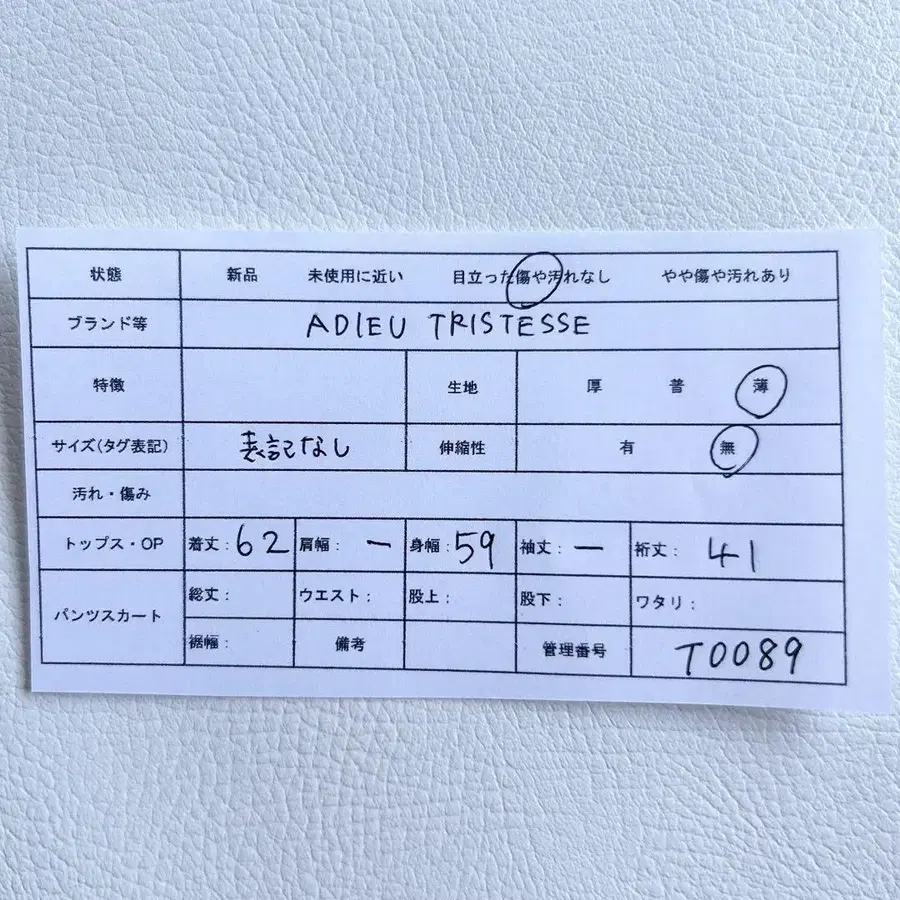 状態 新品 未使用に近い 目立った傷や汚れなし やや傷や汚れあり
ブランド等 ADIEU TRISTESSE
特徴 生地 厚 普 薄
サイズ(タグ表記) 表記なし 伸縮性 有 無
汚れ・傷み
トップス・OP 着丈:62 肩幅:ー 身幅:59 袖丈:ー 裄丈:41
パンツスカート 総丈: ウエスト: 股上: 股下: ワタリ:
裾幅: 備考 管理番号 T0089